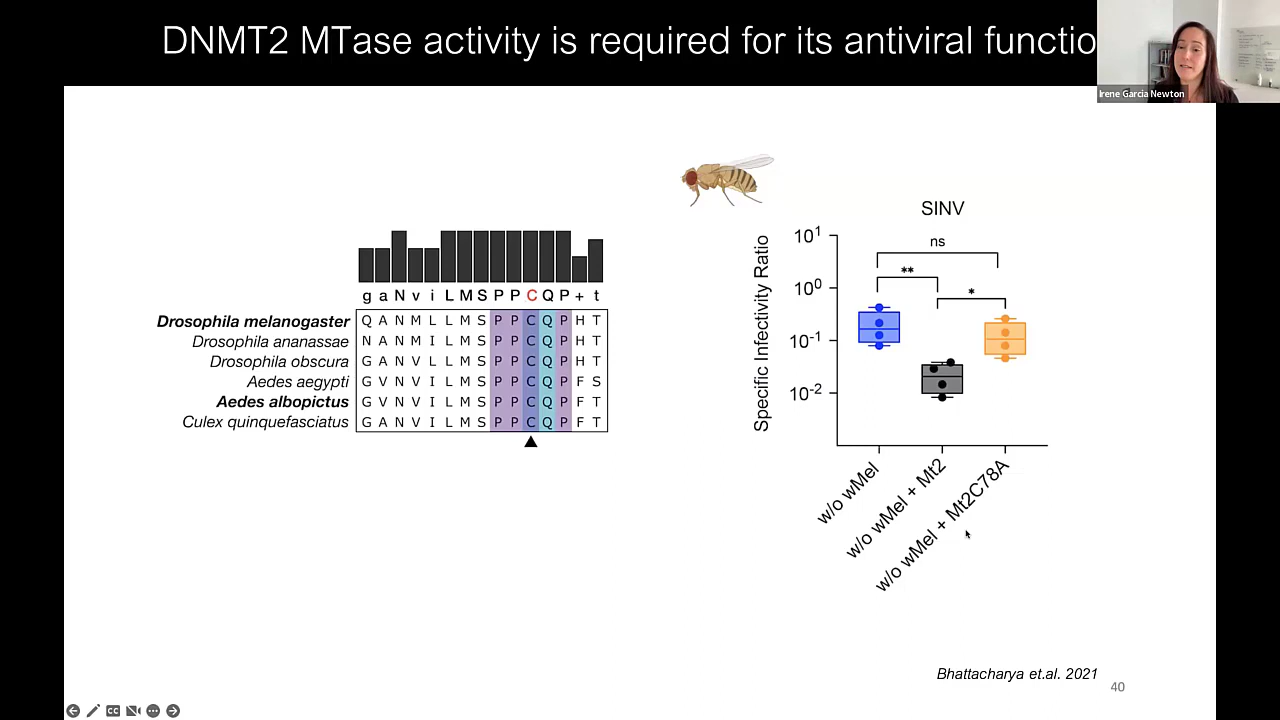 DNMT2 MTase activity is required for its antiviral functio
Irene Garcia Newton
g a N v i L M S P P C Q P + t
Drosophila melanogaster Q A N M L L M S P P C Q P H T
Drosophila ananassae N A N M I L M S P P C Q P H T
Drosophila obscura G A N V L L M S P P C Q P H T
Aedes aegypti G V N V I L M S P P C Q P F S
Aedes albopictus G V N V I L M S P P C Q P F T
Culex quinquefasciatus G A N V I L M S P P C Q P F T
SINV
Specific Infectivity Ratio
10¹
10⁰
10⁻¹
10⁻²
ns
**
*
w/o wMel
w/o wMel + Mt2
w/o wMel + Mt2C78A
Bhattacharya et.al. 2021
40
CC